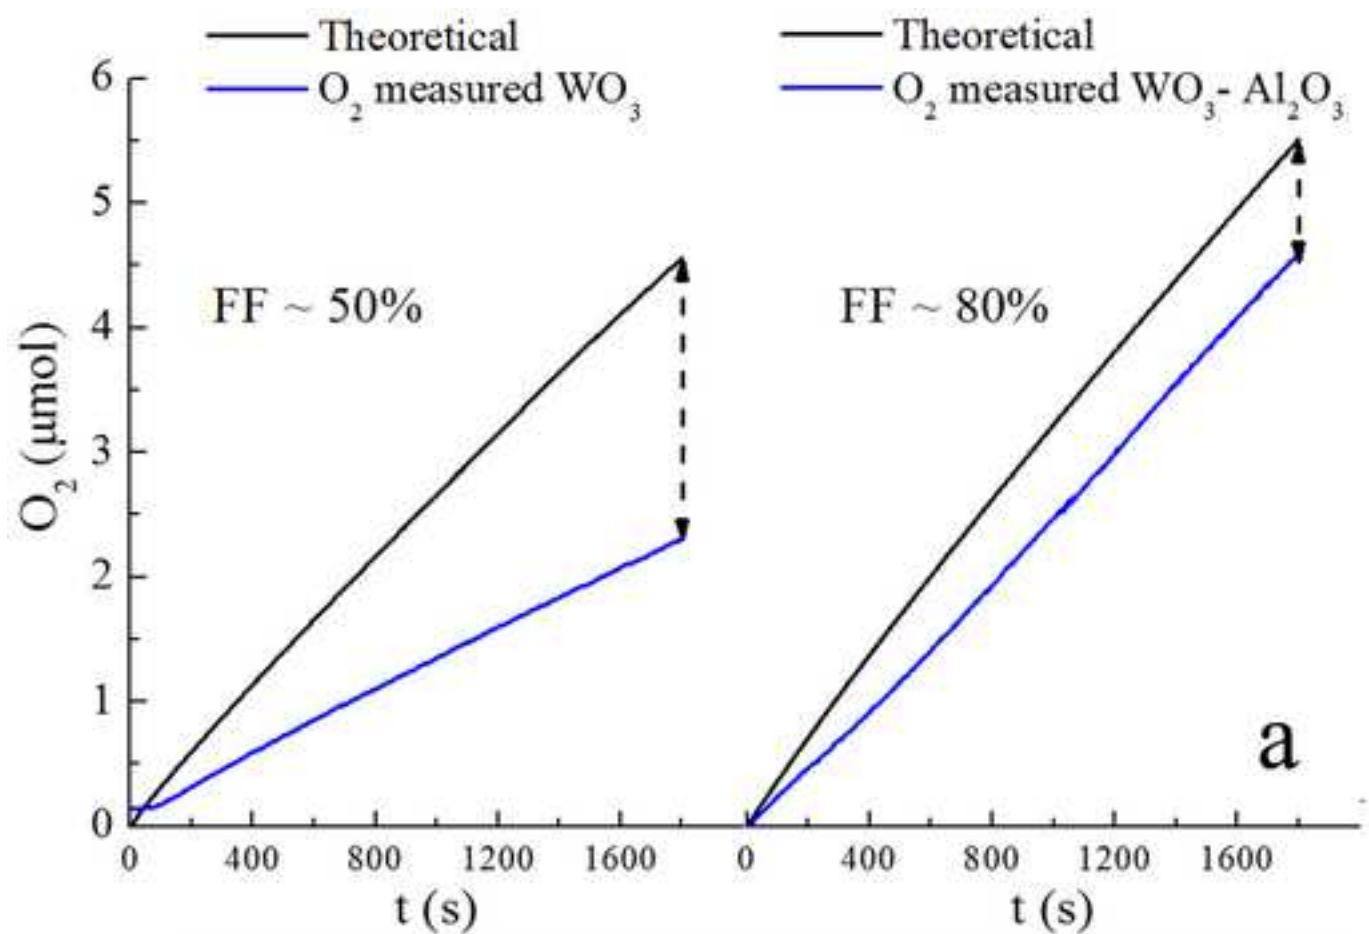 Theoretical
O₂ measured WO₃
Theoretical
O₂ measured WO₃- Al₂O₃
6
5
4
3
2
1
0
O₂ (µmol)
FF ~ 50%
FF ~ 80%
a
0 400 800 1200 1600
0 400 800 1200 1600
t (s)
t (s)